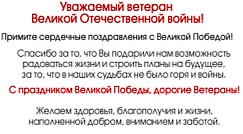 Уважаемый ветеран
Великой Отечественной войны!
Примите сердечные поздравления с Великой Победой!
Спасибо за то, что Вы подарили нам возможность
радоваться жизни и строить планы на будущее,
за то, что в наших судьбах не было горя и войны.
С праздником Великой Победы, дорогие Ветераны!
Желаем здоровья, благополучия и жизни,
наполненной добром, вниманием и заботой.